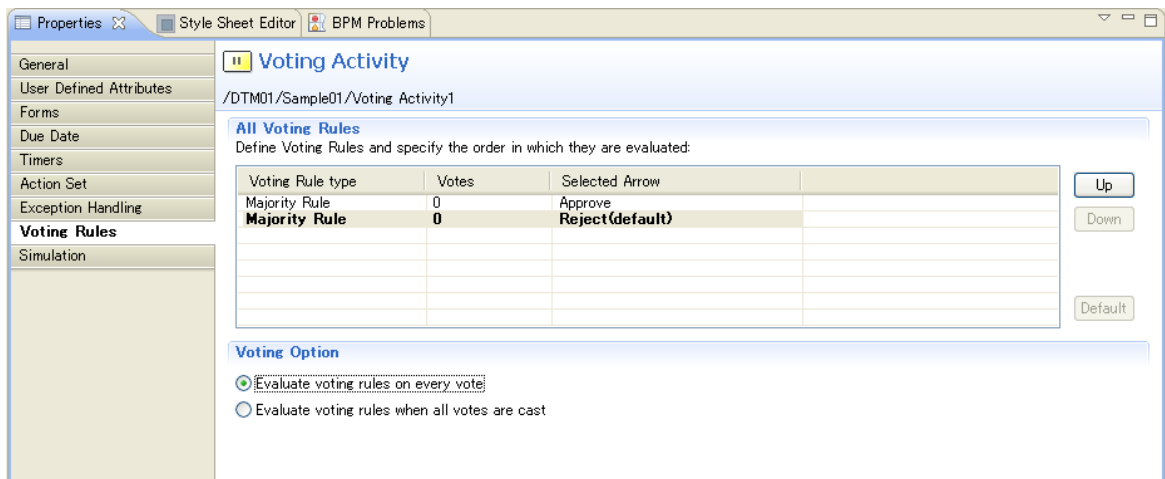 Properties
Style Sheet Editor
BPM Problems
General
User Defined Attributes
Forms
Due Date
Timers
Action Set
Exception Handling
Voting Rules
Simulation
Voting Activity
/DTM01/Sample01/Voting Activity1
All Voting Rules
Define Voting Rules and specify the order in which they are evaluated:
Voting Rule type Votes Selected Arrow
Majority Rule 0 Approve
Majority Rule 0 Reject(default)
Up
Down
Default
Voting Option
Evaluate voting rules on every vote
Evaluate voting rules when all votes are cast